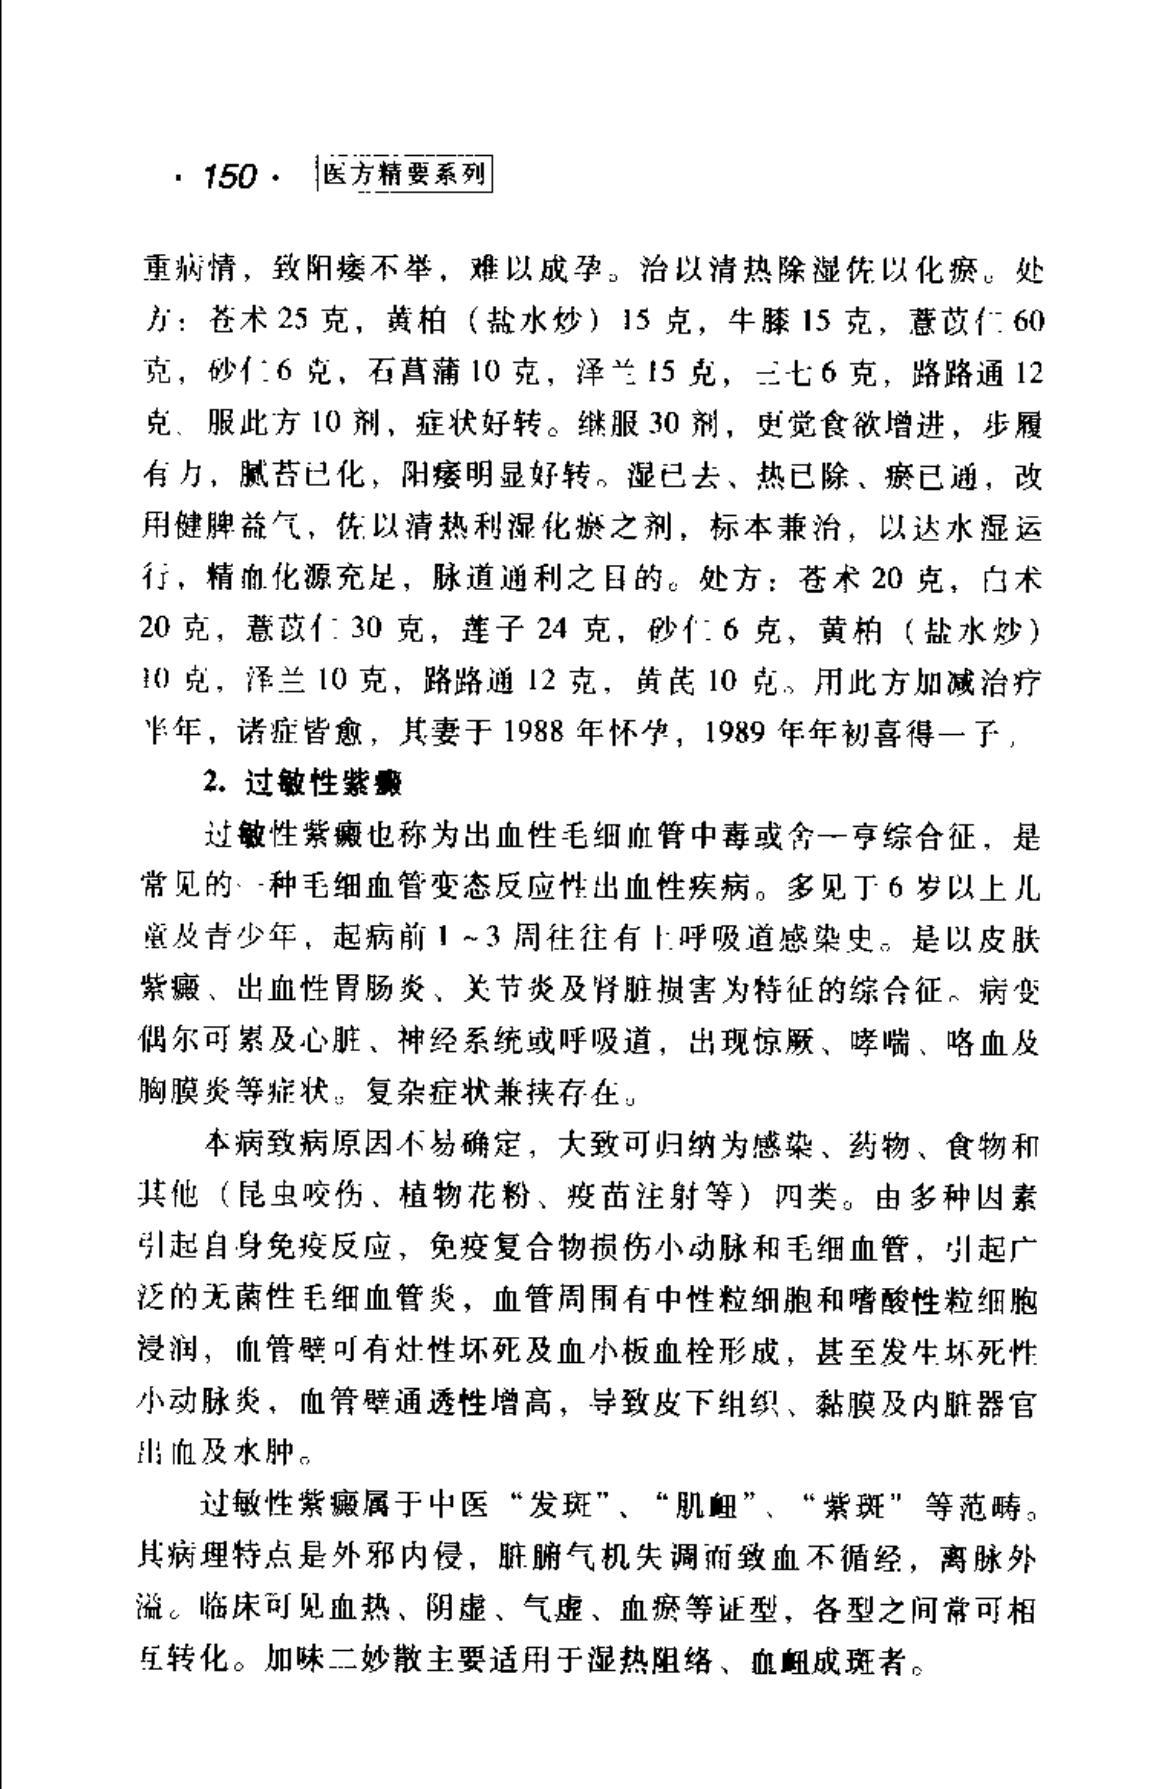 · 150 · 医方精要系列
重病情，致阳痿不举，难以成孕。治以清热除湿佐以化瘀。处
方：苍术 25 克，黄柏（盐水炒）15 克，牛膝 15 克，薏苡仁 60
克，砂仁 6 克，石菖蒲 10 克，泽兰 15 克，三七 6 克，路路通 12
克。服此方 10 剂，症状好转。继服 30 剂，更觉食欲增进，步履
有力，腻苔已化，阳痿明显好转。湿已去、热已除、瘀已通，改
用健脾益气，佐以清热利湿化瘀之剂，标本兼治，以达水湿运
行，精血化源充足，脉道通利之目的。处方：苍术 20 克，白术
20 克，薏苡仁 30 克，莲子 24 克，砂仁 6 克，黄柏（盐水炒）
10 克，泽兰 10 克，路路通 12 克，黄芪 10 克。用此方加减治疗
半年，诸症皆愈，其妻于 1988 年怀孕，1989 年年初喜得一子。
2. 过敏性紫癜
过敏性紫癜也称为出血性毛细血管中毒或舍一亨综合征，是
常见的一种毛细血管变态反应性出血性疾病。多见于 6 岁以上儿
童及青少年，起病前 1～3 周往往有上呼吸道感染史。是以皮肤
紫癜、出血性胃肠炎、关节炎及肾脏损害为特征的综合征。病变
偶尔可累及心脏、神经系统或呼吸道，出现惊厥、哮喘、咯血及
胸膜炎等症状。复杂症状兼挟存在。
本病致病原因不易确定，大致可归纳为感染、药物、食物和
其他（昆虫咬伤、植物花粉、疫苗注射等）四类。由多种因素
引起自身免疫反应，免疫复合物损伤小动脉和毛细血管，引起广
泛的无菌性毛细血管炎，血管周围有中性粒细胞和嗜酸性粒细胞
浸润，血管壁可有灶性坏死及血小板血栓形成，甚至发生坏死性
小动脉炎，血管壁通透性增高，导致皮下组织、黏膜及内脏器官
出血及水肿。
过敏性紫癜属于中医“发斑”、“肌衄”、“紫斑”等范畴。
其病理特点是外邪内侵，脏腑气机失调而致血不循经，离脉外
溢。临床可见血热、阴虚、气虚、血瘀等证型，各型之间常可相
互转化。加味二妙散主要适用于湿热阻络、血衄成斑者。